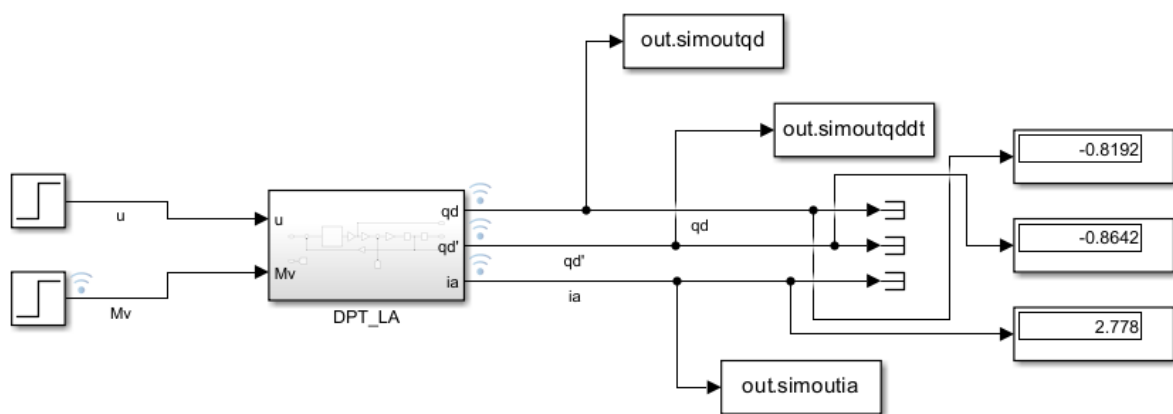 out.simoutqd
out.simoutqddt
-0.8192
u
u
qd
qd
Mv
qd'
qd'
-0.8642
Mv
ia
ia
DPT_LA
2.778
out.simoutia